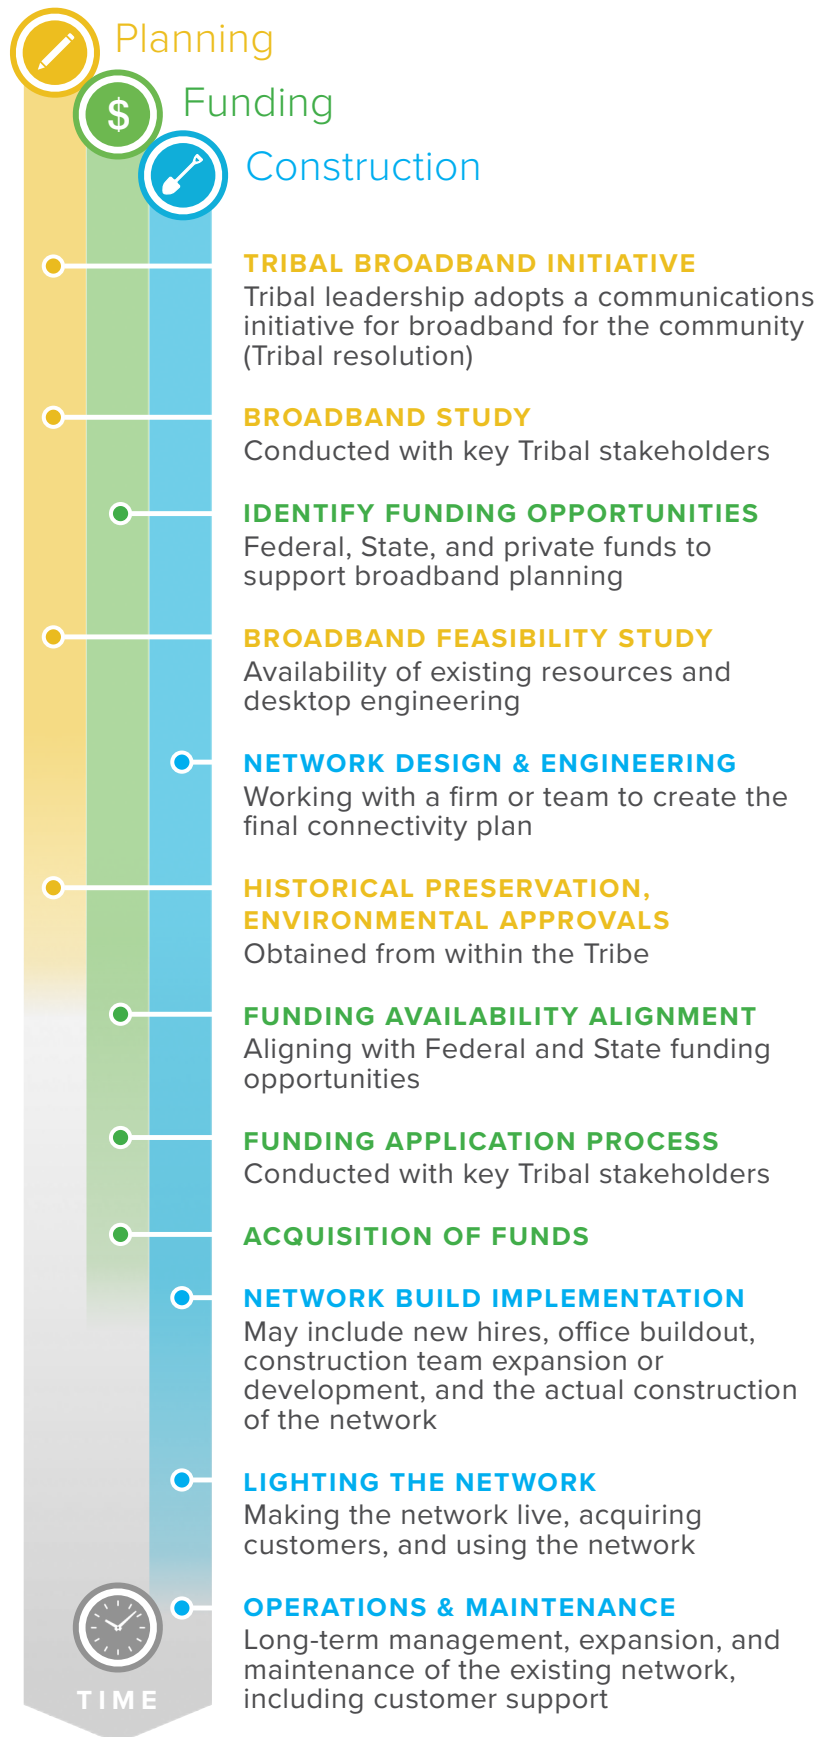 Planning
$
Funding
Construction
TRIBAL BROADBAND INITIATIVE
Tribal leadership adopts a communications
initiative for broadband for the community
(Tribal resolution)
BROADBAND STUDY
Conducted with key Tribal stakeholders
IDENTIFY FUNDING OPPORTUNITIES
Federal, State, and private funds to
support broadband planning
BROADBAND FEASIBILITY STUDY
Availability of existing resources and
desktop engineering
NETWORK DESIGN & ENGINEERING
Working with a firm or team to create the
final connectivity plan
HISTORICAL PRESERVATION,
ENVIRONMENTAL APPROVALS
Obtained from within the Tribe
FUNDING AVAILABILITY ALIGNMENT
Aligning with Federal and State funding
opportunities
FUNDING APPLICATION PROCESS
Conducted with key Tribal stakeholders
ACQUISITION OF FUNDS
NETWORK BUILD IMPLEMENTATION
May include new hires, office buildout,
construction team expansion or
development, and the actual construction
of the network
LIGHTING THE NETWORK
Making the network live, acquiring
customers, and using the network
OPERATIONS & MAINTENANCE
Long-term management, expansion, and
maintenance of the existing network,
including customer support
TIME